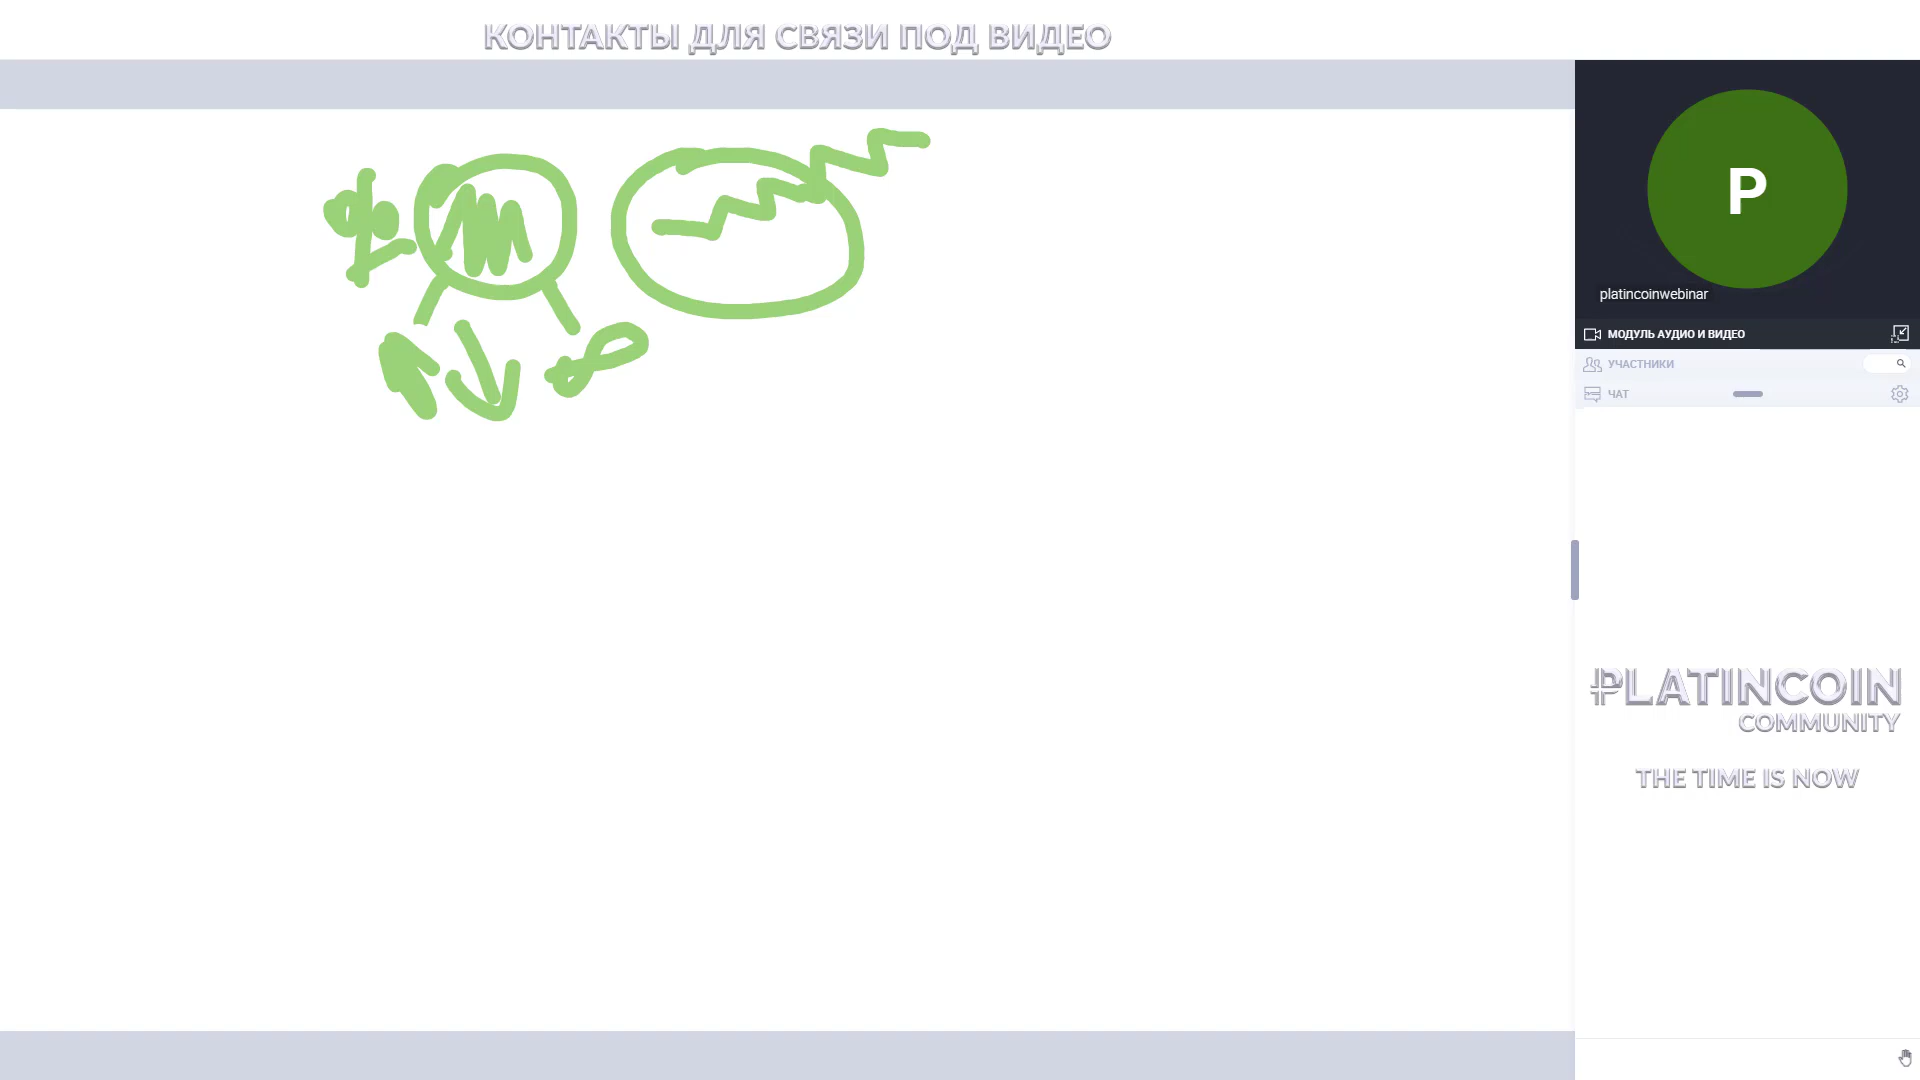 КОНТАКТЫ ДЛЯ СВЯЗИ ПОД ВИДЕО
P
platincoinwebinar
МОДУЛЬ АУДИО И ВИДЕО
УЧАСТНИКИ
ЧАТ
PLATINCOIN
COMMUNITY
THE TIME IS NOW